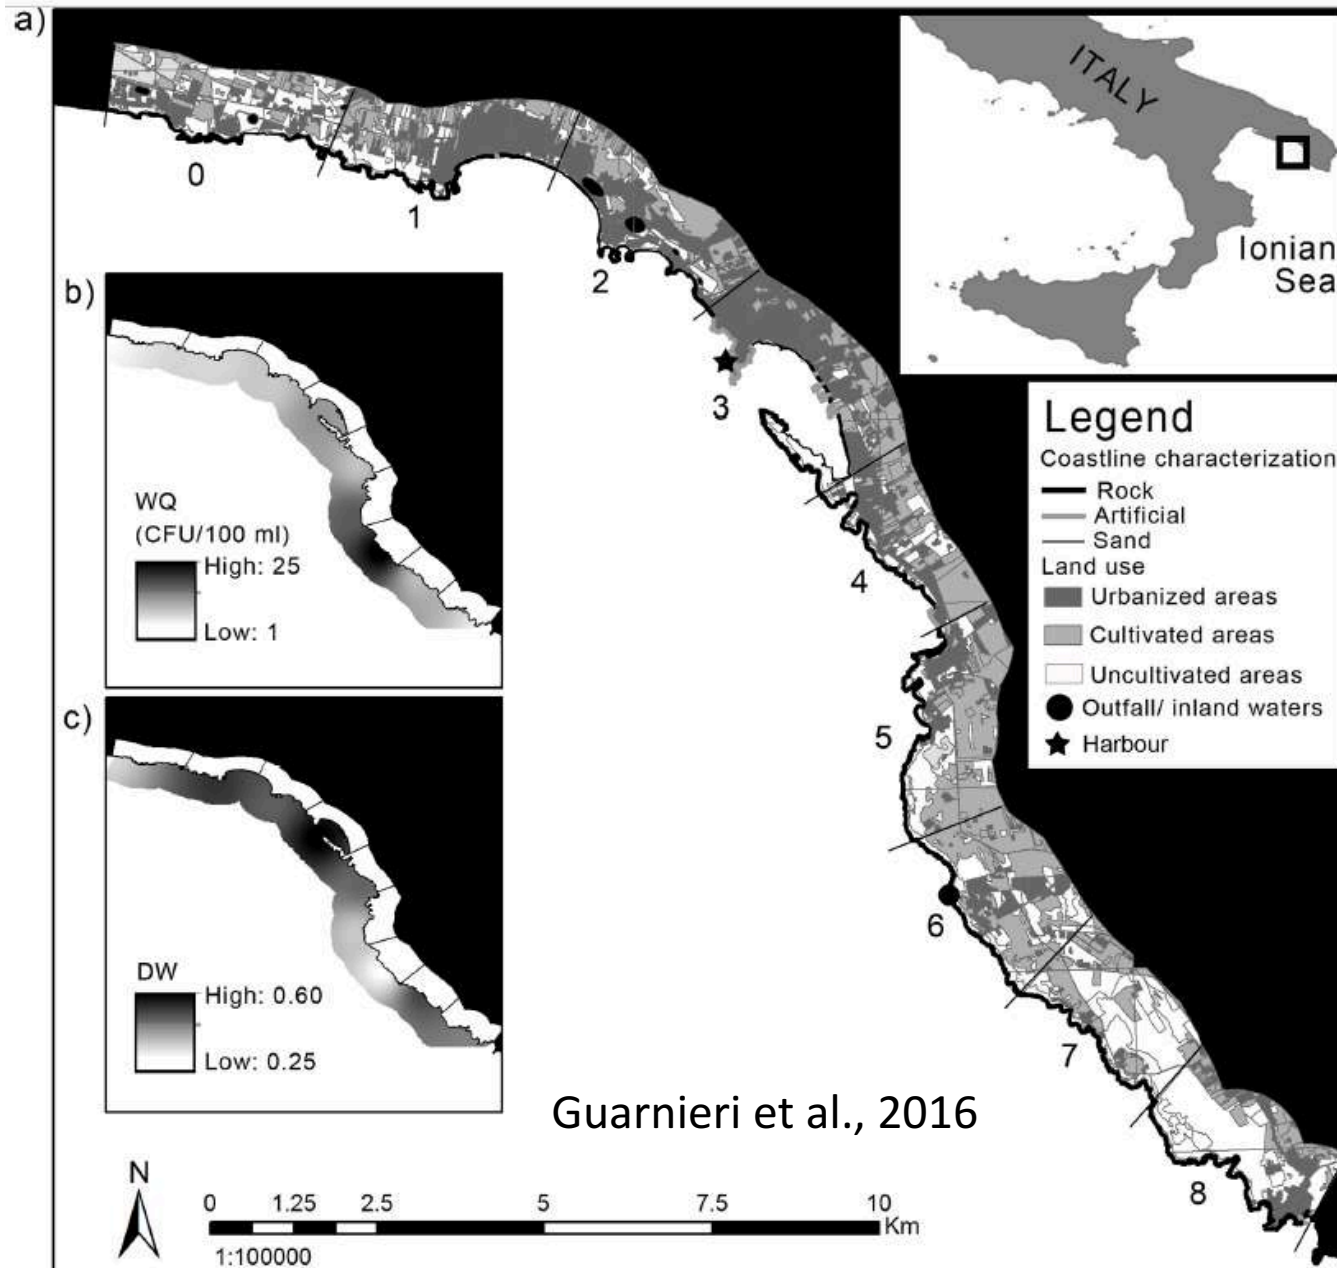 a)
ITALY
Ionian
Sea
0
1
2
3
4
5
6
7
8
b)
WQ
(CFU/100 ml)
High: 25
Low: 1
c)
DW
High: 0.60
Low: 0.25
Legend
Coastline characterization
Rock
Artificial
Sand
Land use
Urbanized areas
Cultivated areas
Uncultivated areas
Outfall/ inland waters
Harbour
Guarnieri et al., 2016
N
0 1.25 2.5 5 7.5 10
Km
1:100000